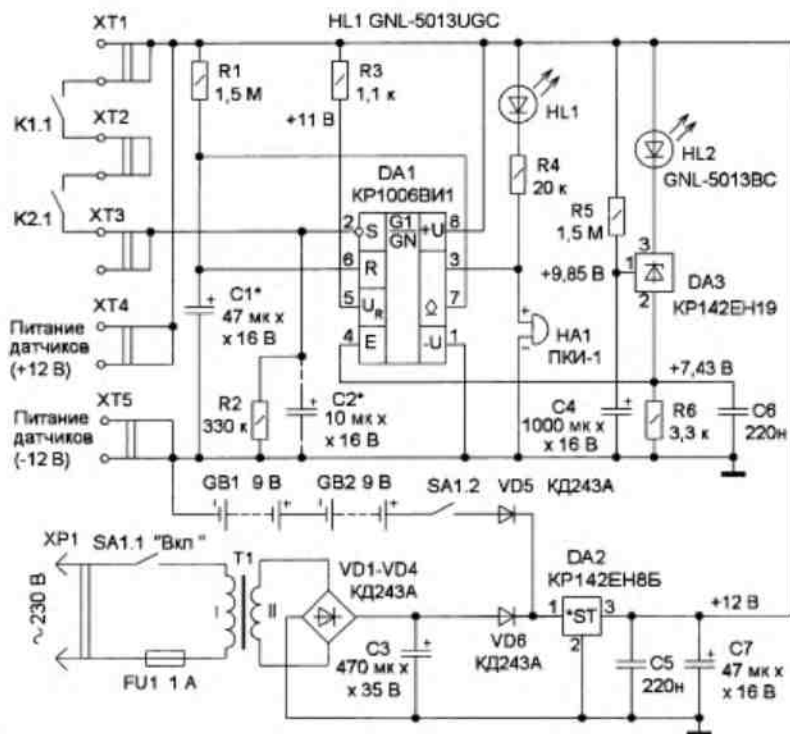 XT1
HL1 GNL-5013UGC
R1
1,5 М
R3
1,1 к
+11 В
K1.1
XT2
HL1
HL2
GNL-5013BC
DA1
КР1006ВИ1
R4
20 к
K2.1
XT3
2
S
G1
GN
+U
8
R5
1,5 М
6
R
3
+9,85 В
3
1
2
DA3
КР142ЕН19
C1*
47 мк х
х 16 В
5
UR
7
4
E
-U
1
+
HA1
ПКИ-1
XT4
Питание
датчиков
(+12 В)
+7,43 В
XT5
Питание
датчиков
(-12 В)
R2
330 к
C2*
10 мк х
х 16 В
C4
1000 мк х
х 16 В
R6
3,3 к
C6
220н
GB1 9 В
GB2 9 В
SA1.2
VD5 КД243А
XP1
SA1.1 "Вкл"
T1
VD1-VD4
КД243А
DA2
КР142ЕН8Б
~230 В
I
II
1
*ST
3
+12 В
2
VD6
КД243А
C3
470 мк х
х 35 В
C5
220н
C7
47 мк х
х 16 В
FU1 1 А